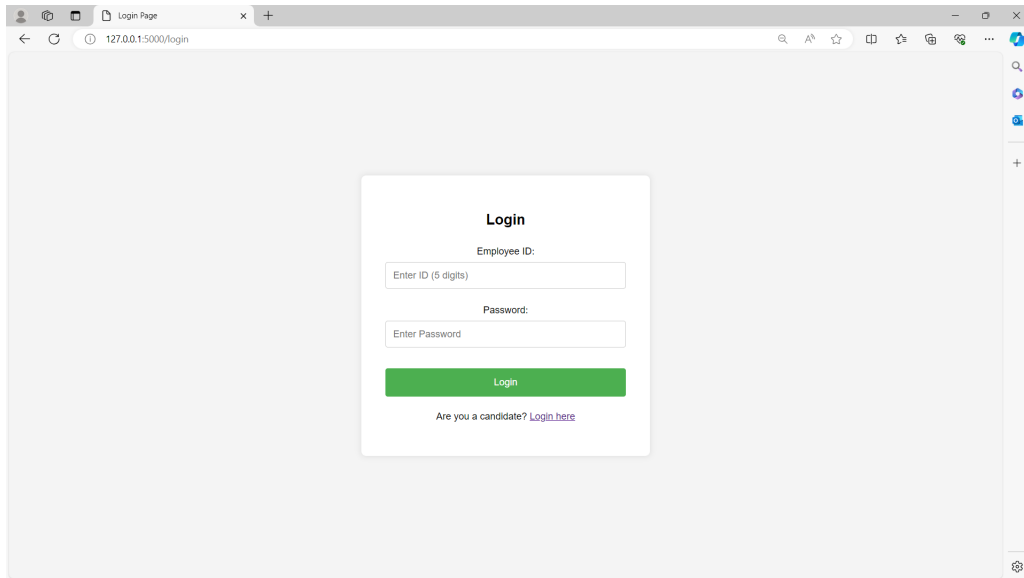 Login Page
127.0.0.1:5000/login
Login
Employee ID:
Enter ID (5 digits)
Password:
Enter Password
Login
Are you a candidate? Login here